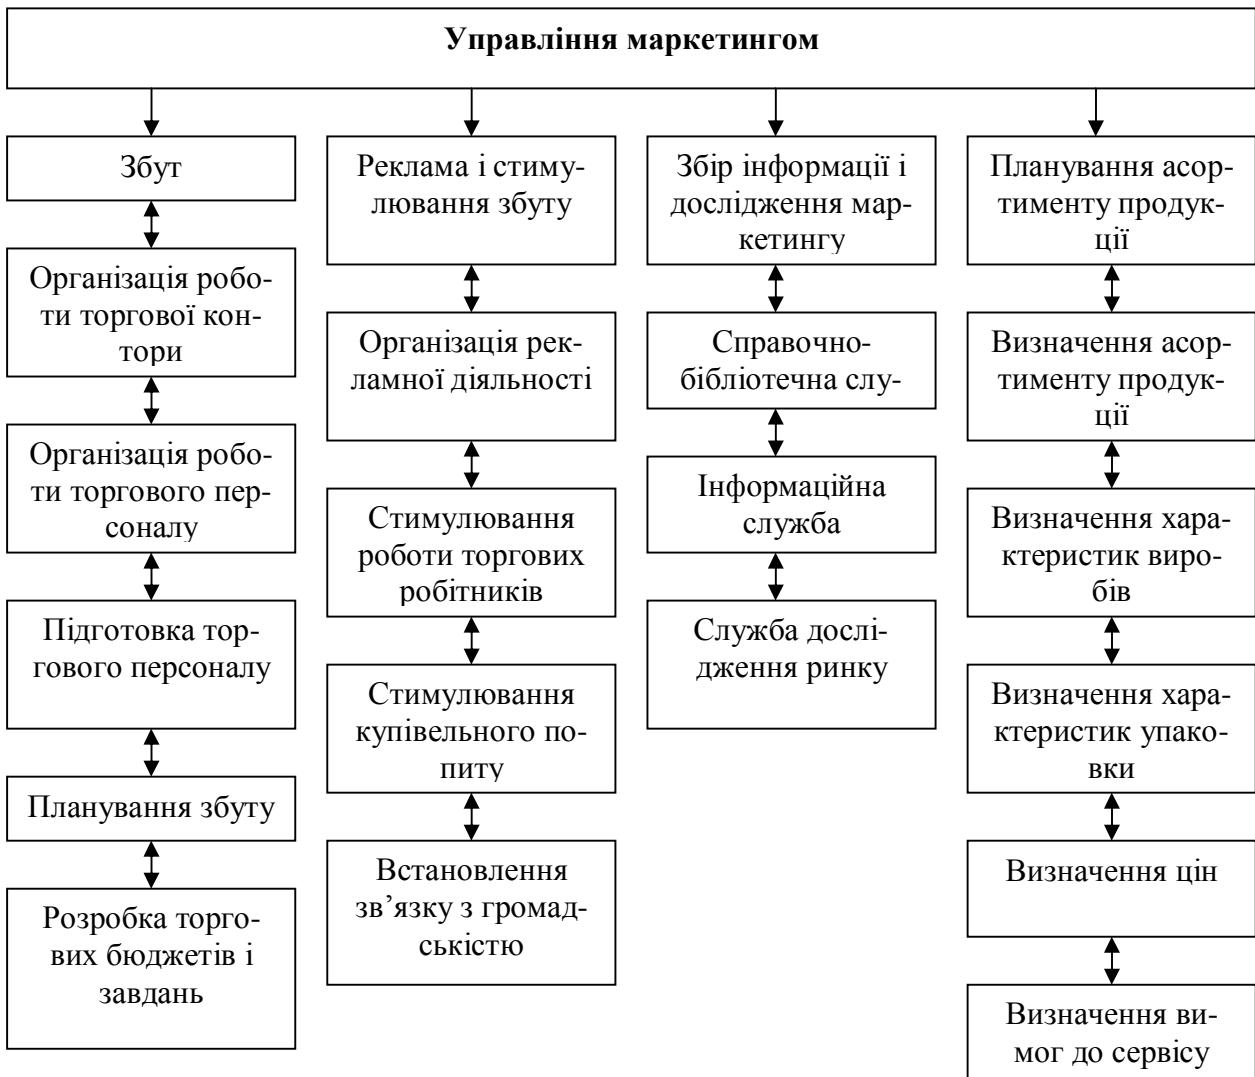 Управління маркетингом
Збут
Організація робо-
ти торгової кон-
тори
Організація робо-
ти торгового пер-
соналу
Підготовка тор-
гового персоналу
Планування збуту
Розробка торго-
вих бюджетів і
завдань
Реклама і стиму-
лювання збуту
Організація рек-
ламної діяльності
Стимулювання
роботи торгових
робітників
Стимулювання
купівельного по-
питу
Встановлення
зв’язку з громад-
ськістю
Збір інформації і
дослідження мар-
кетингу
Справочно-
бібліотечна слу-
Інформаційна
служба
Служба дослі-
дження ринку
Планування асор-
тименту продук-
ції
Визначення асор-
тименту продук-
ції
Визначення хара-
ктеристик виро-
бів
Визначення хара-
ктеристик упако-
вки
Визначення цін
Визначення ви-
мог до сервісу